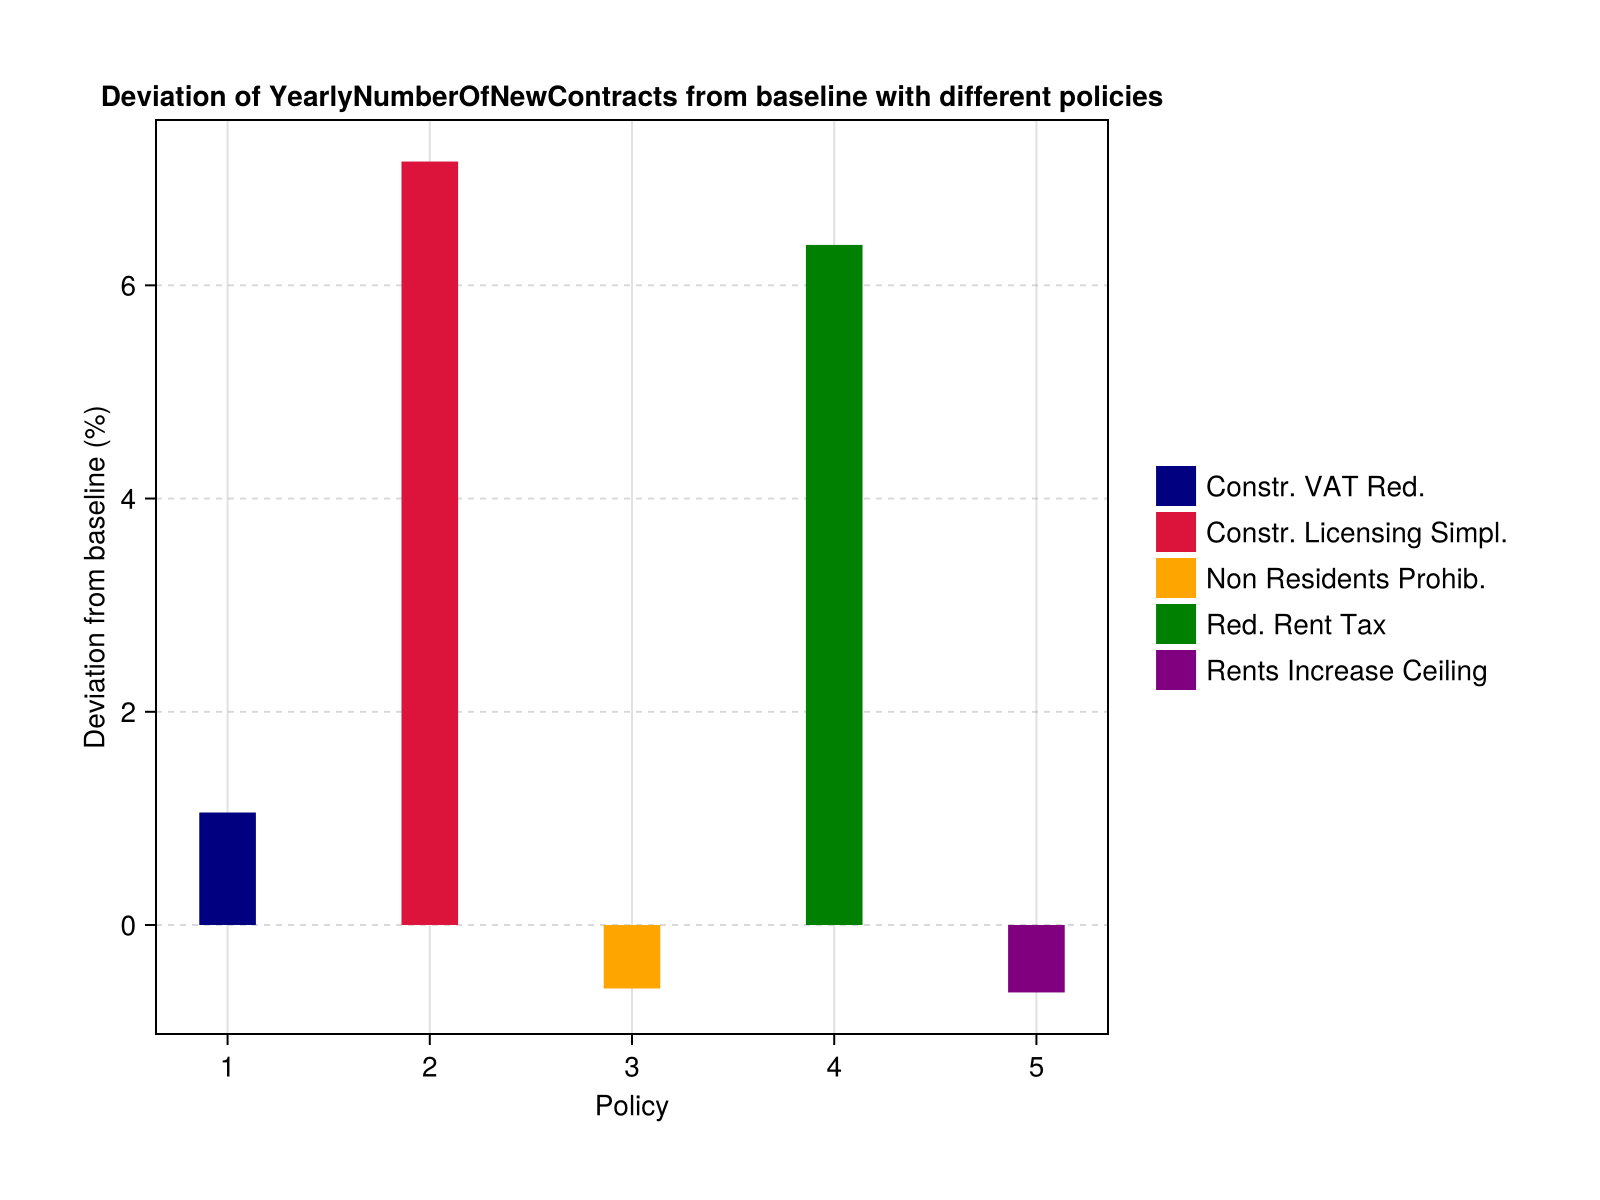 Deviation of YearlyNumberOfNewContracts from baseline with different policies
Deviation from baseline (%)
6
4
2
0
1 2 3 4 5
Policy
Constr. VAT Red.
Constr. Licensing Simpl.
Non Residents Prohib.
Red. Rent Tax
Rents Increase Ceiling